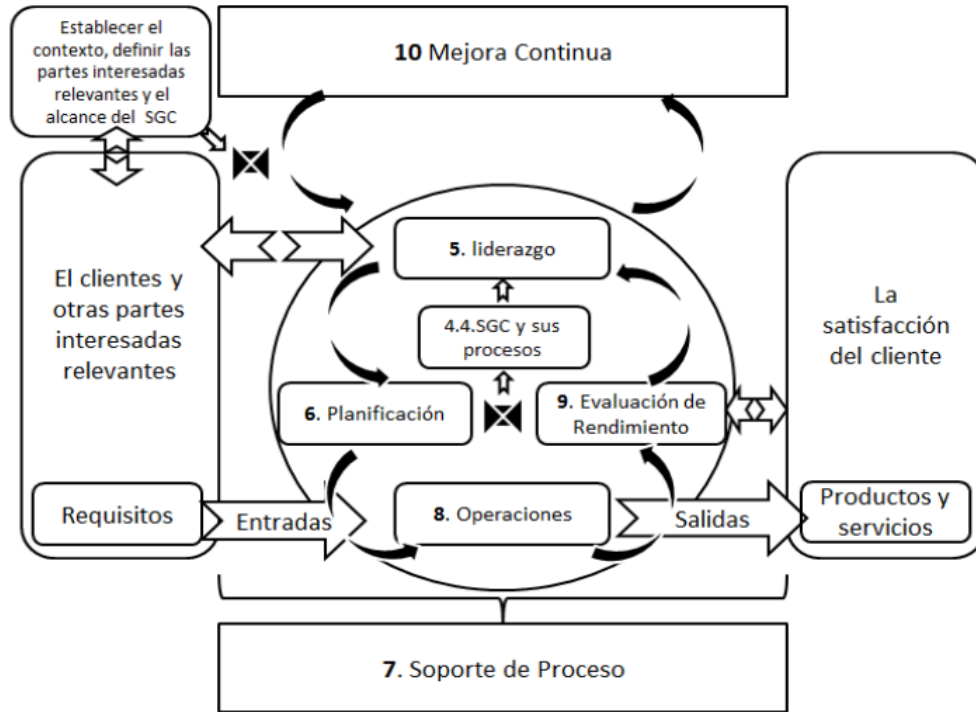 Establecer el
contexto, definir las
partes interesadas
relevantes y el
alcance del SGC
10 Mejora Continua
El clientes y
otras partes
interesadas
relevantes
5. liderazgo
4.4.SGC y sus
procesos
6. Planificación
9. Evaluación de
Rendimiento
La
satisfacción
del cliente
Requisitos
Entradas
8. Operaciones
Salidas
Productos y
servicios
7. Soporte de Proceso